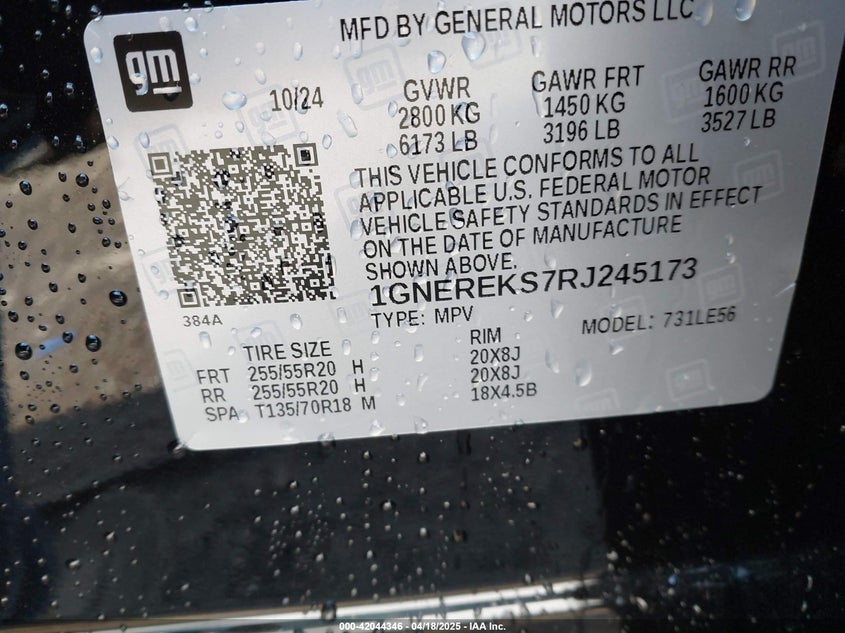 MFD BY GENERAL MOTORS LLC
gm
10/24
GVWR
2800 KG
6173 LB
GAWR FRT
1450 KG
3196 LB
GAWR RR
1600 KG
3527 LB
THIS VEHICLE CONFORMS TO ALL
APPLICABLE U.S. FEDERAL MOTOR
VEHICLE SAFETY STANDARDS IN EFFECT
ON THE DATE OF MANUFACTURE
SHOWN ABOVE.
1GNEREKS7RJ245173
TYPE: MPV
MODEL: 731LE56
384A
TIRE SIZE
RIM
FRT 255/55R20 H 20X8J
RR 255/55R20 H 20X8J
SPA T135/70R18 M 18X4.5B
000-42044346 - 04/18/2025 - IAA Inc.